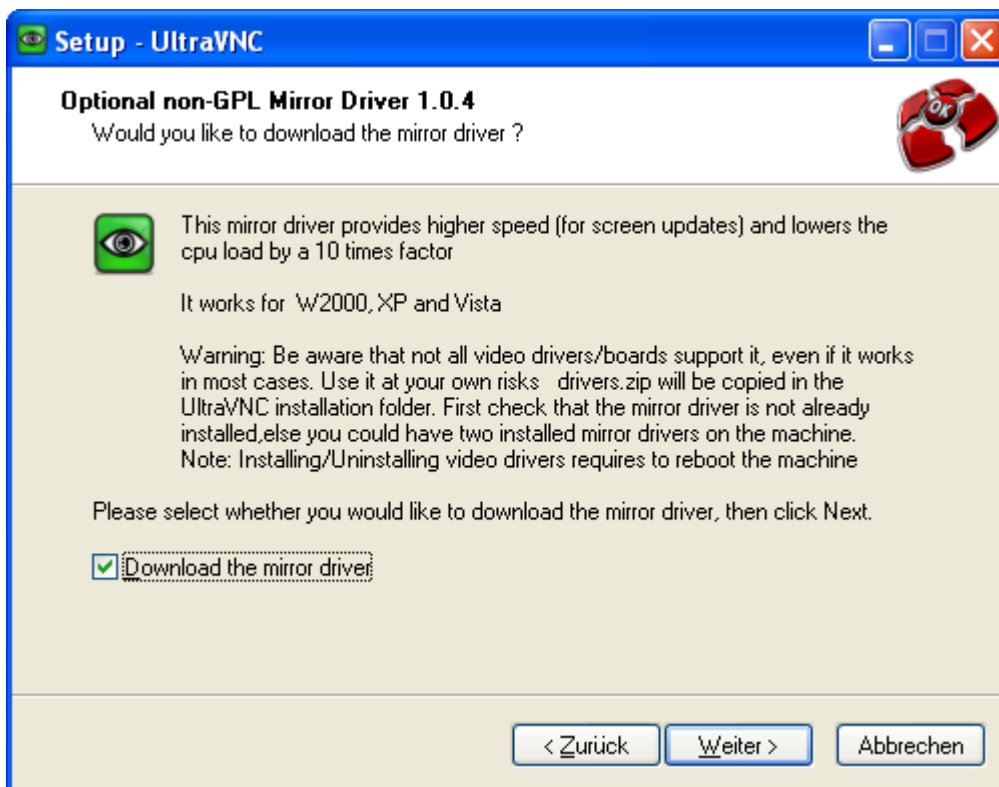 Setup - UltraVNC
Optional non-GPL Mirror Driver 1.0.4
Would you like to download the mirror driver ?
OK
This mirror driver provides higher speed (for screen updates) and lowers the
cpu load by a 10 times factor
It works for W2000, XP and Vista
Warning: Be aware that not all video drivers/boards support it, even if it works
in most cases. Use it at your own risks drivers.zip will be copied in the
UltraVNC installation folder. First check that the mirror driver is not already
installed,else you could have two installed mirror drivers on the machine.
Note: Installing/Uninstalling video drivers requires to reboot the machine
Please select whether you would like to download the mirror driver, then click Next.
Download the mirror driver
< Zurück
Weiter >
Abbrechen